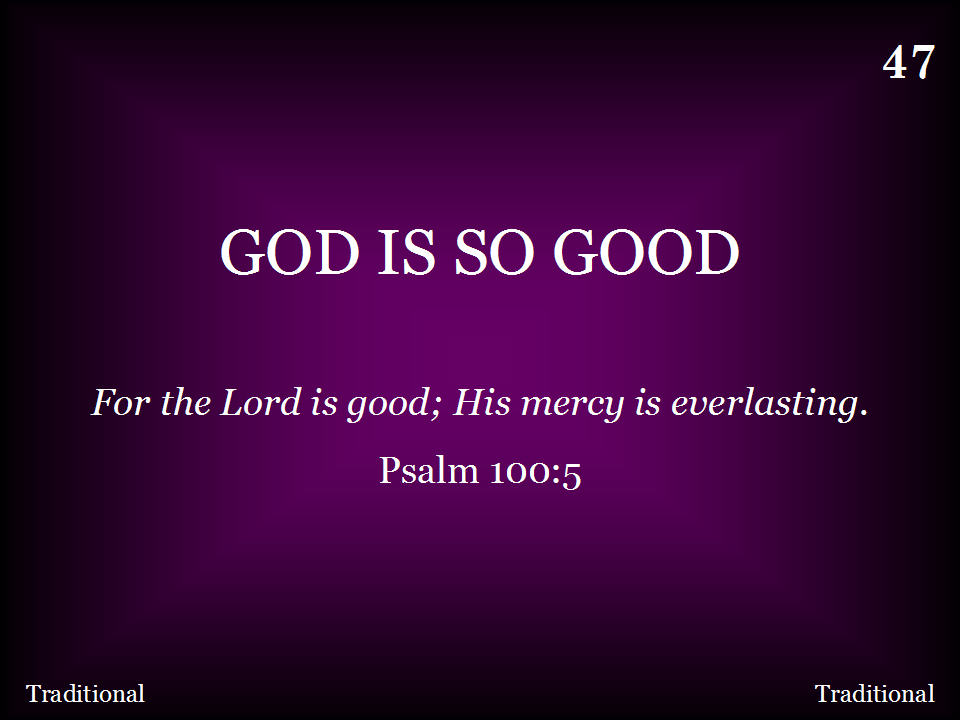 47
GOD IS SO GOOD
For the Lord is good; His mercy is everlasting.
Psalm 100:5
Traditional
Traditional